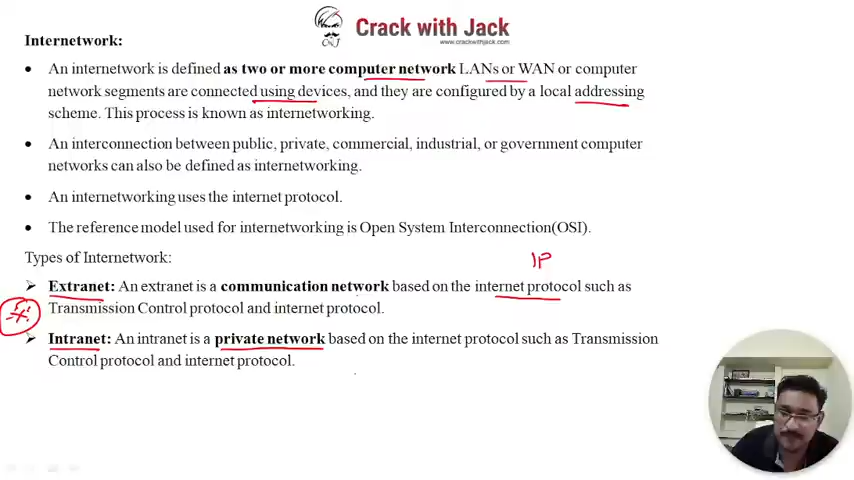 Crack with Jack
www.crackwithjack.com
Internetwork:
• An internetwork is defined as two or more computer network LANs or WAN or computer
network segments are connected using devices, and they are configured by a local addressing
scheme. This process is known as internetworking.
• An interconnection between public, private, commercial, industrial, or government computer
networks can also be defined as internetworking.
• An internetworking uses the internet protocol.
• The reference model used for internetworking is Open System Interconnection(OSI).
Types of Internetwork:
IP
➢ Extranet: An extranet is a communication network based on the internet protocol such as
Transmission Control protocol and internet protocol.
➢ Intranet: An intranet is a private network based on the internet protocol such as Transmission
Control protocol and internet protocol.